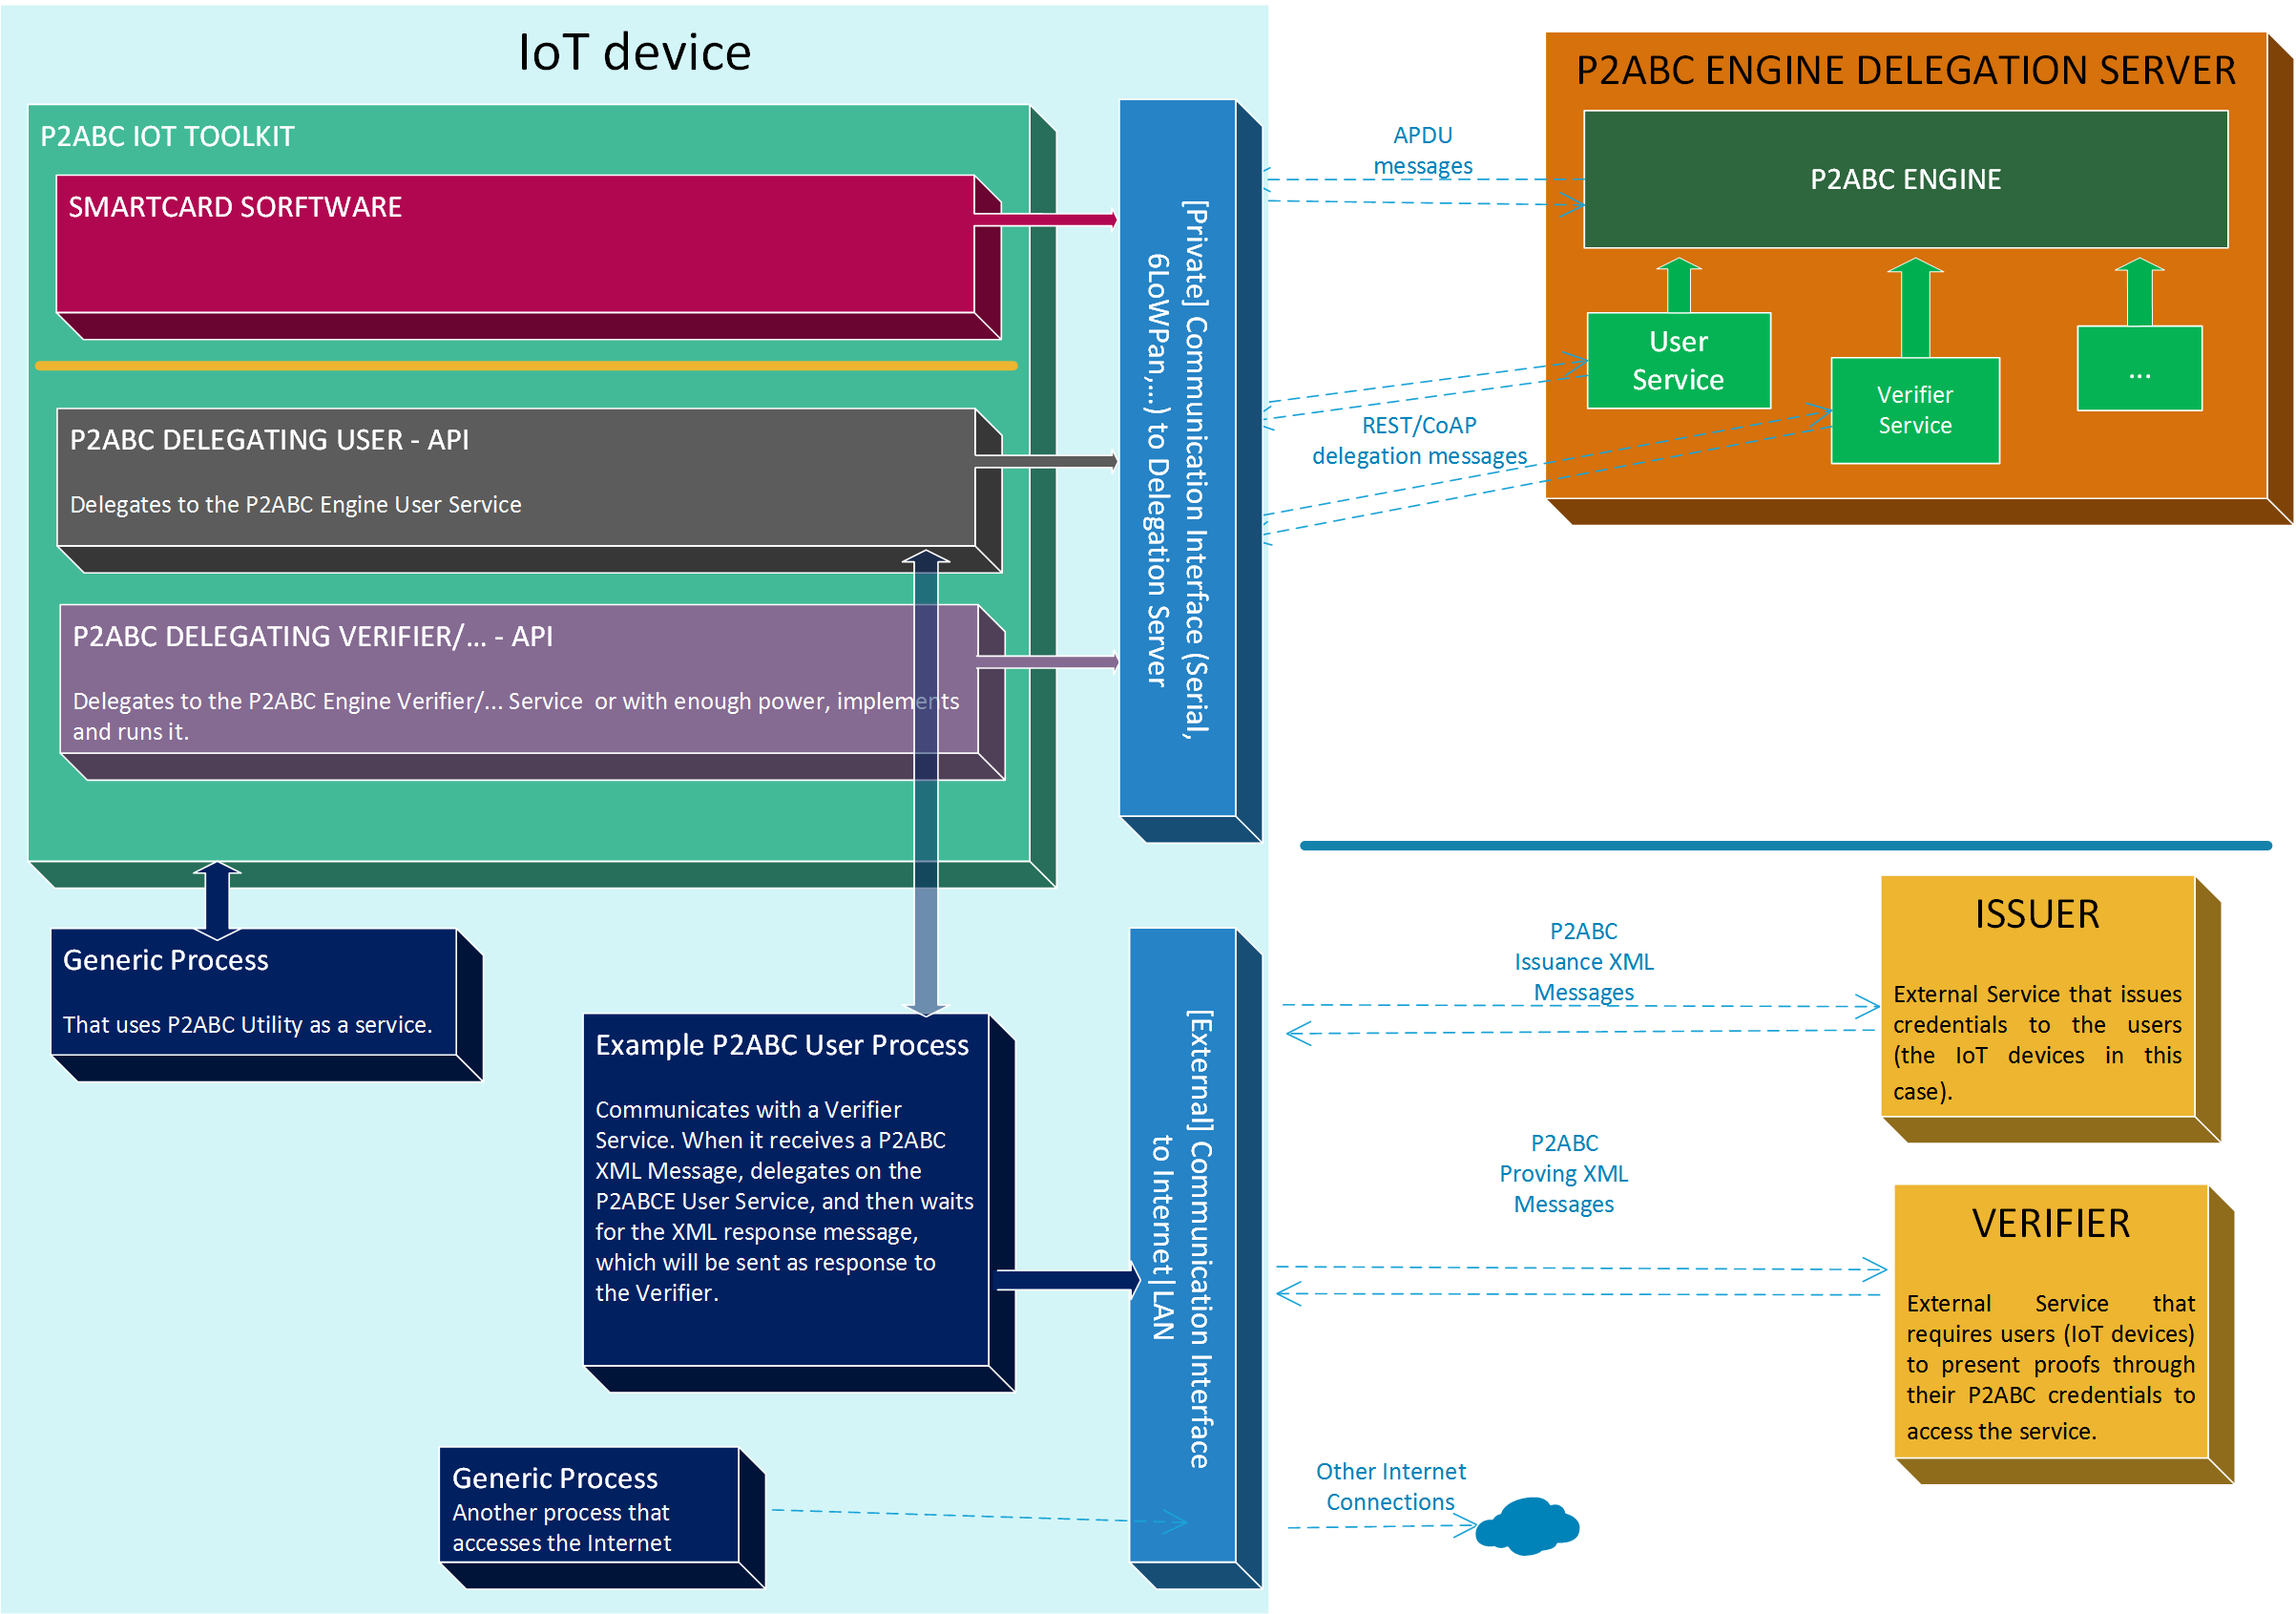 IoT device
P2ABC IOT TOOLKIT
SMARTCARD SORFTWARE
P2ABC DELEGATING USER - API
Delegates to the P2ABC Engine User Service
P2ABC DELEGATING VERIFIER/... - API
Delegates to the P2ABC Engine Verifier/... Service or with enough power, implements
and runs it.
[Private] Communication Interface (Serial,
6LoWPan,...) to Delegation Server
APDU
messages
REST/CoAP
delegation messages
P2ABC ENGINE DELEGATION SERVER
P2ABC ENGINE
User
Service
Verifier
Service
...
Generic Process
That uses P2ABC Utility as a service.
Example P2ABC User Process
Communicates with a Verifier
Service. When it receives a P2ABC
XML Message, delegates on the
P2ABCE User Service, and then waits
for the XML response message,
which will be sent as response to
the Verifier.
Generic Process
Another process that
accesses the Internet
[External] Communication Interface
to Internet|LAN
P2ABC
Issuance XML
Messages
P2ABC
Proving XML
Messages
Other Internet
Connections
ISSUER
External Service that issues
credentials to the users
(the IoT devices in this
case).
VERIFIER
External Service that
requires users (IoT devices)
to present proofs through
their P2ABC credentials to
access the service.